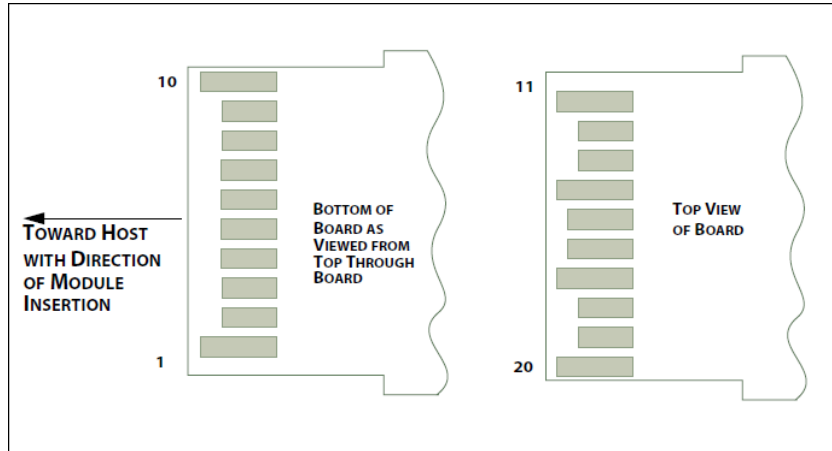 10
1
TOWARD HOST
WITH DIRECTION
OF MODULE
INSERTION
BOTTOM OF
BOARD AS
VIEWED FROM
TOP THROUGH
BOARD
11
20
TOP VIEW
OF BOARD